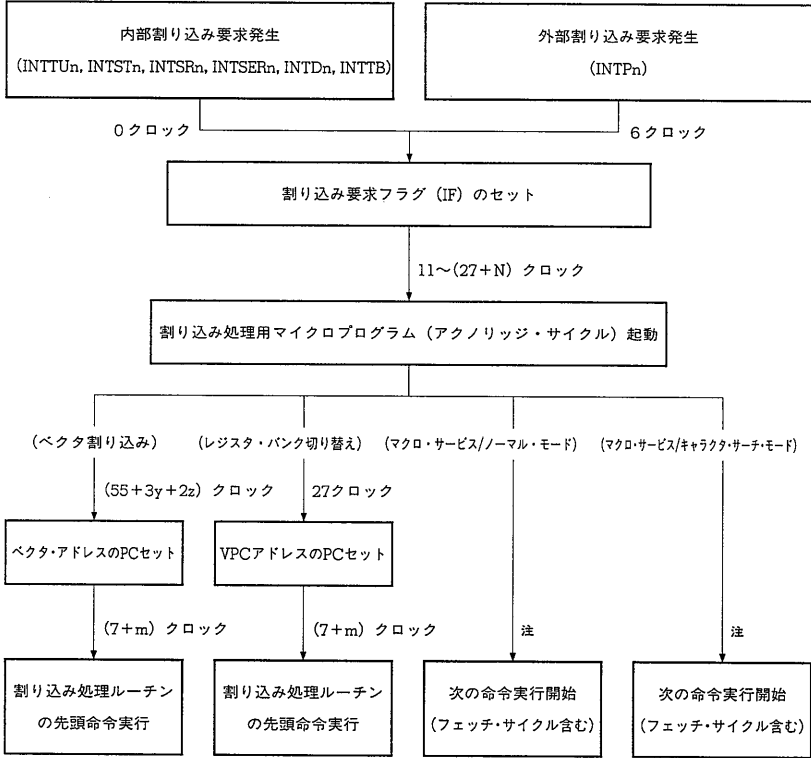 内部割り込み要求発生
(INTTUn, INTSTn, INTSRn, INTSERn, INTDn, INTTB)
外部割り込み要求発生
(INTPn)
0クロック
6クロック
割り込み要求フラグ (IF) のセット
11～(27+N) クロック
割り込み処理用マイクロプログラム (アクノリッジ・サイクル) 起動
(ベクタ割り込み)
(レジスタ・バンク切り替え)
(マクロ・サービス/ノーマル・モード)
(マクロ・サービス/キャラクタ・サーチ・モード)
(55+3y+2z) クロック
27クロック
ベクタ・アドレスのPCセット
VPCアドレスのPCセット
(7+m) クロック
(7+m) クロック
注
注
割り込み処理ルーチン
の先頭命令実行
割り込み処理ルーチン
の先頭命令実行
次の命令実行開始
(フェッチ・サイクル含む)
次の命令実行開始
(フェッチ・サイクル含む)